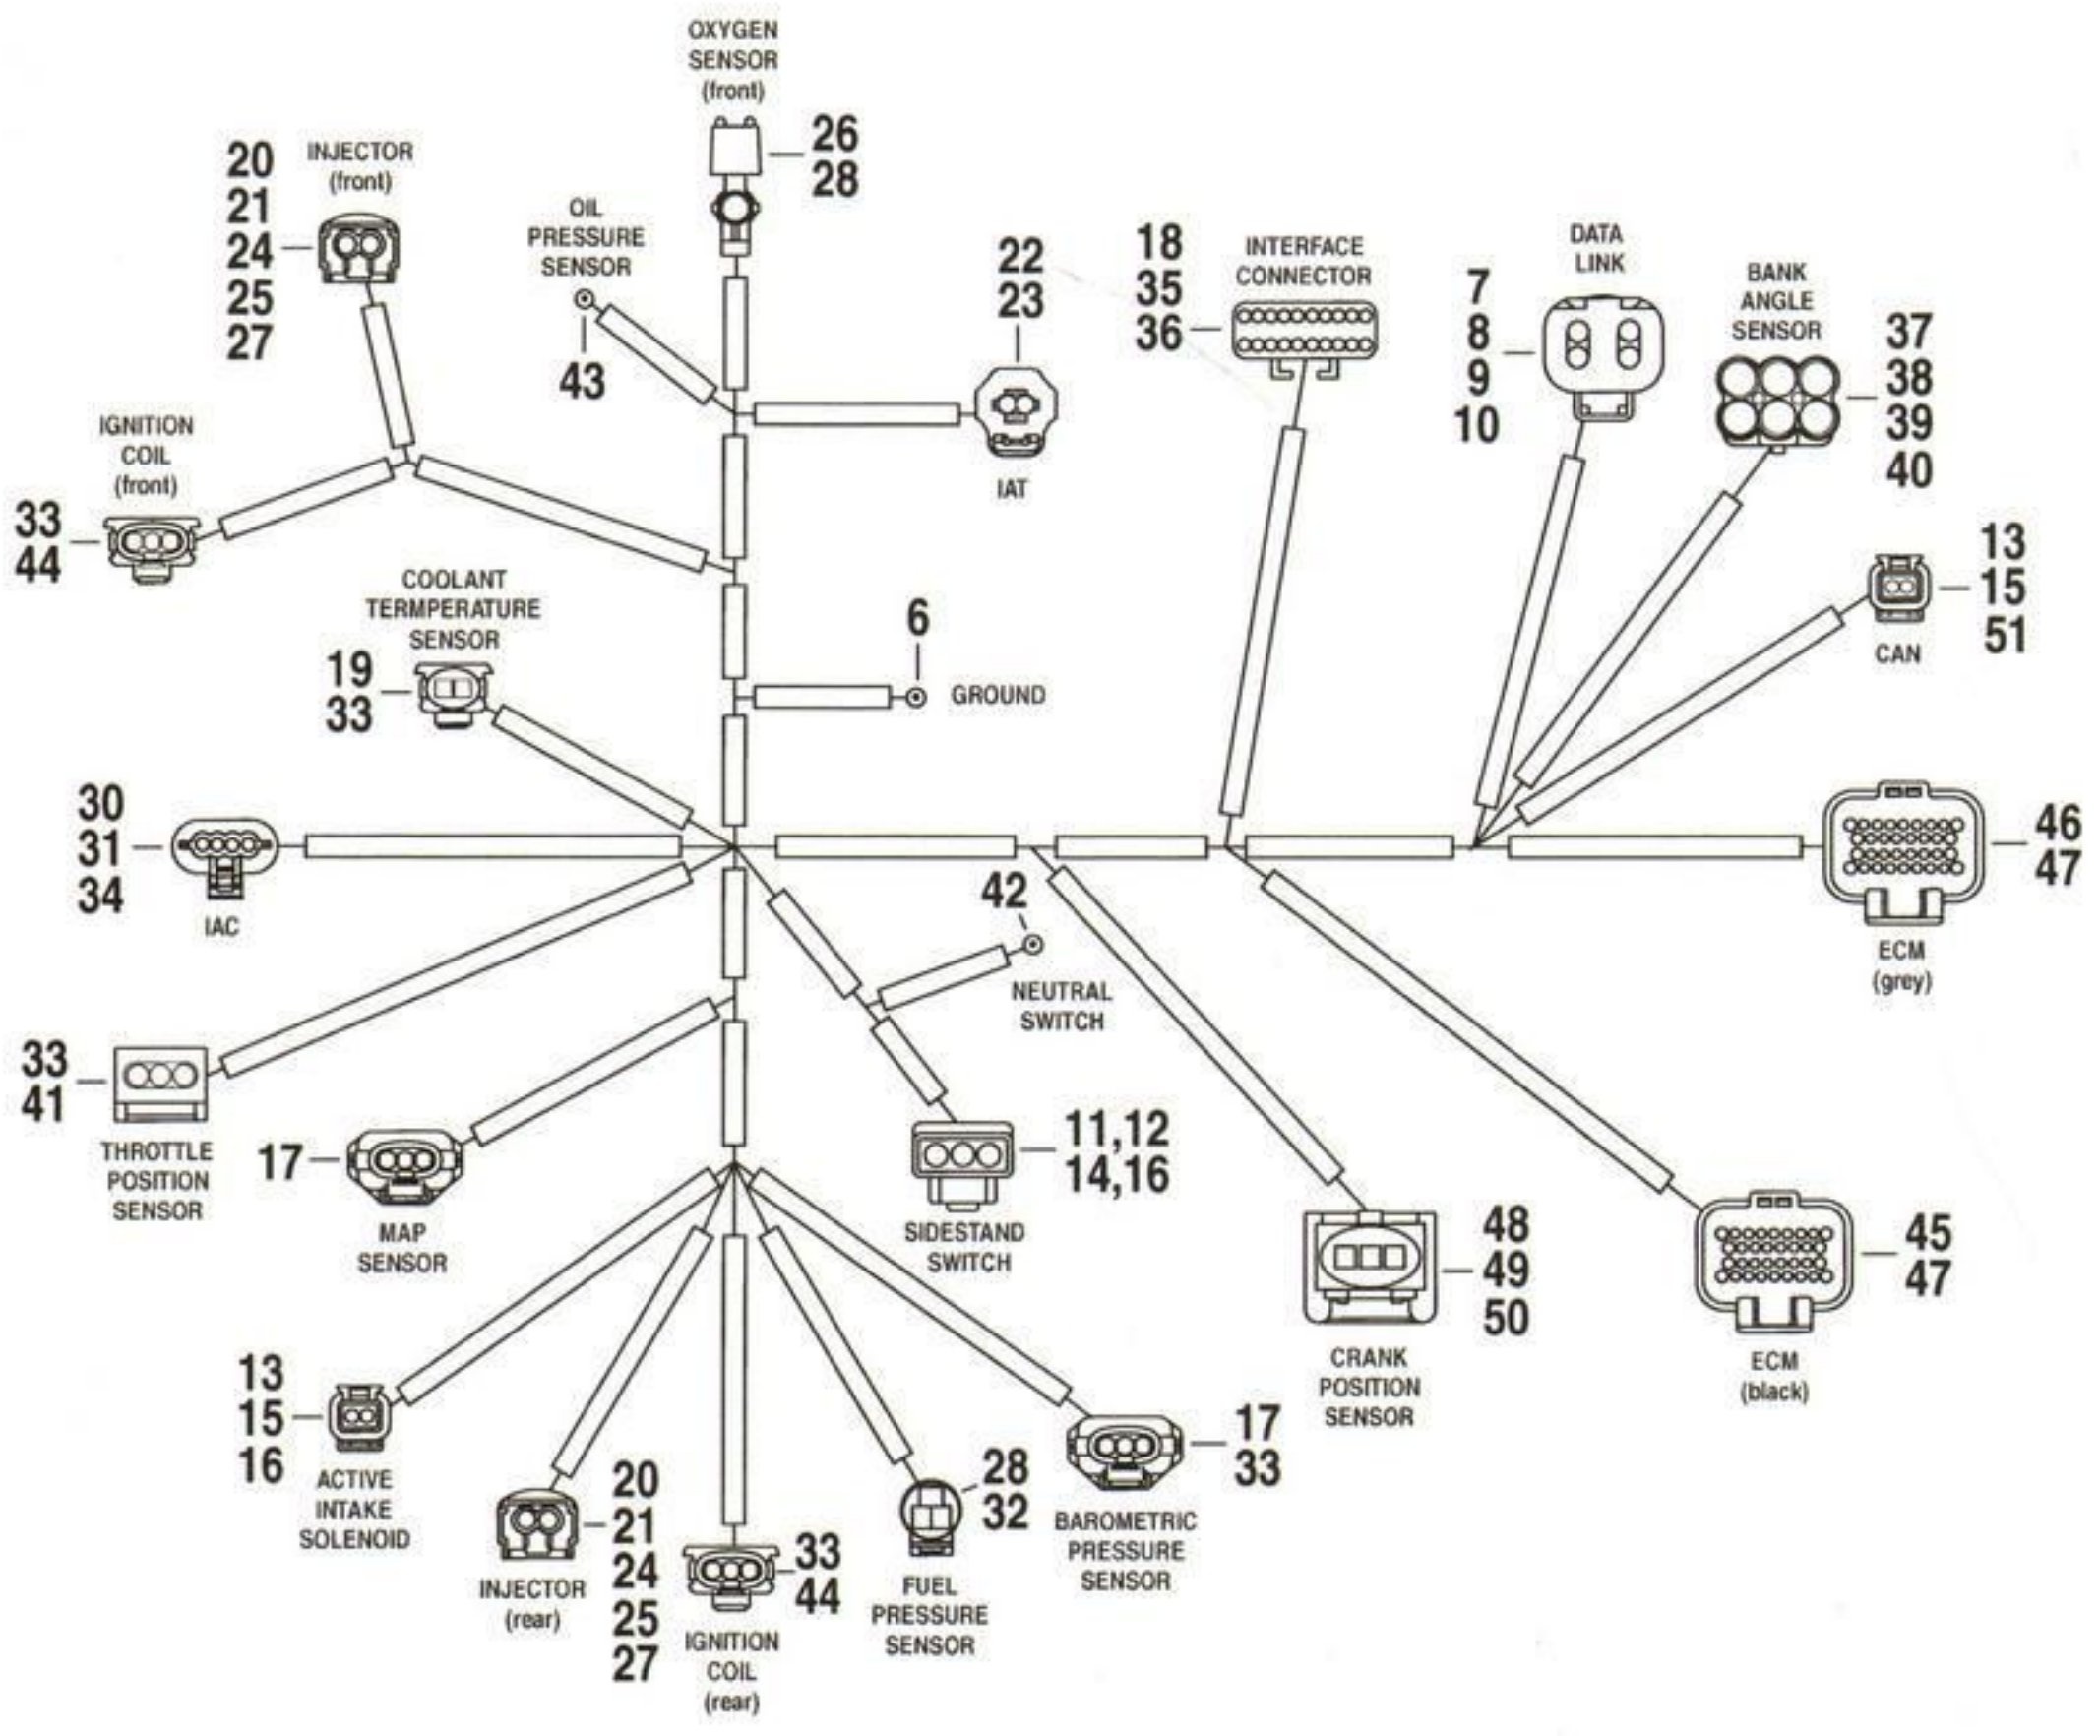 OXYGEN
SENSOR
(front)
26
28
INJECTOR
(front)
20
21
24
25
27
OIL
PRESSURE
SENSOR
43
22
23
IAT
18
35
36
INTERFACE
CONNECTOR
DATA
LINK
7
8
9
10
BANK
ANGLE
SENSOR
37
38
39
40
IGNITION
COIL
(front)
33
44
COOLANT
TERMPERATURE
SENSOR
19
33
6
GROUND
13
15
51
CAN
30
31
34
IAC
46
47
ECM
(grey)
42
NEUTRAL
SWITCH
33
41
THROTTLE
POSITION
SENSOR
17
MAP
SENSOR
11,12
14,16
SIDESTAND
SWITCH
48
49
50
CRANK
POSITION
SENSOR
45
47
ECM
(black)
13
15
16
ACTIVE
INTAKE
SOLENOID
20
21
24
25
27
INJECTOR
(rear)
33
44
IGNITION
COIL
(rear)
28
32
FUEL
PRESSURE
SENSOR
17
33
BAROMETRIC
PRESSURE
SENSOR